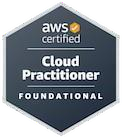 aws
certified
Cloud
Practitioner
FOUNDATIONAL